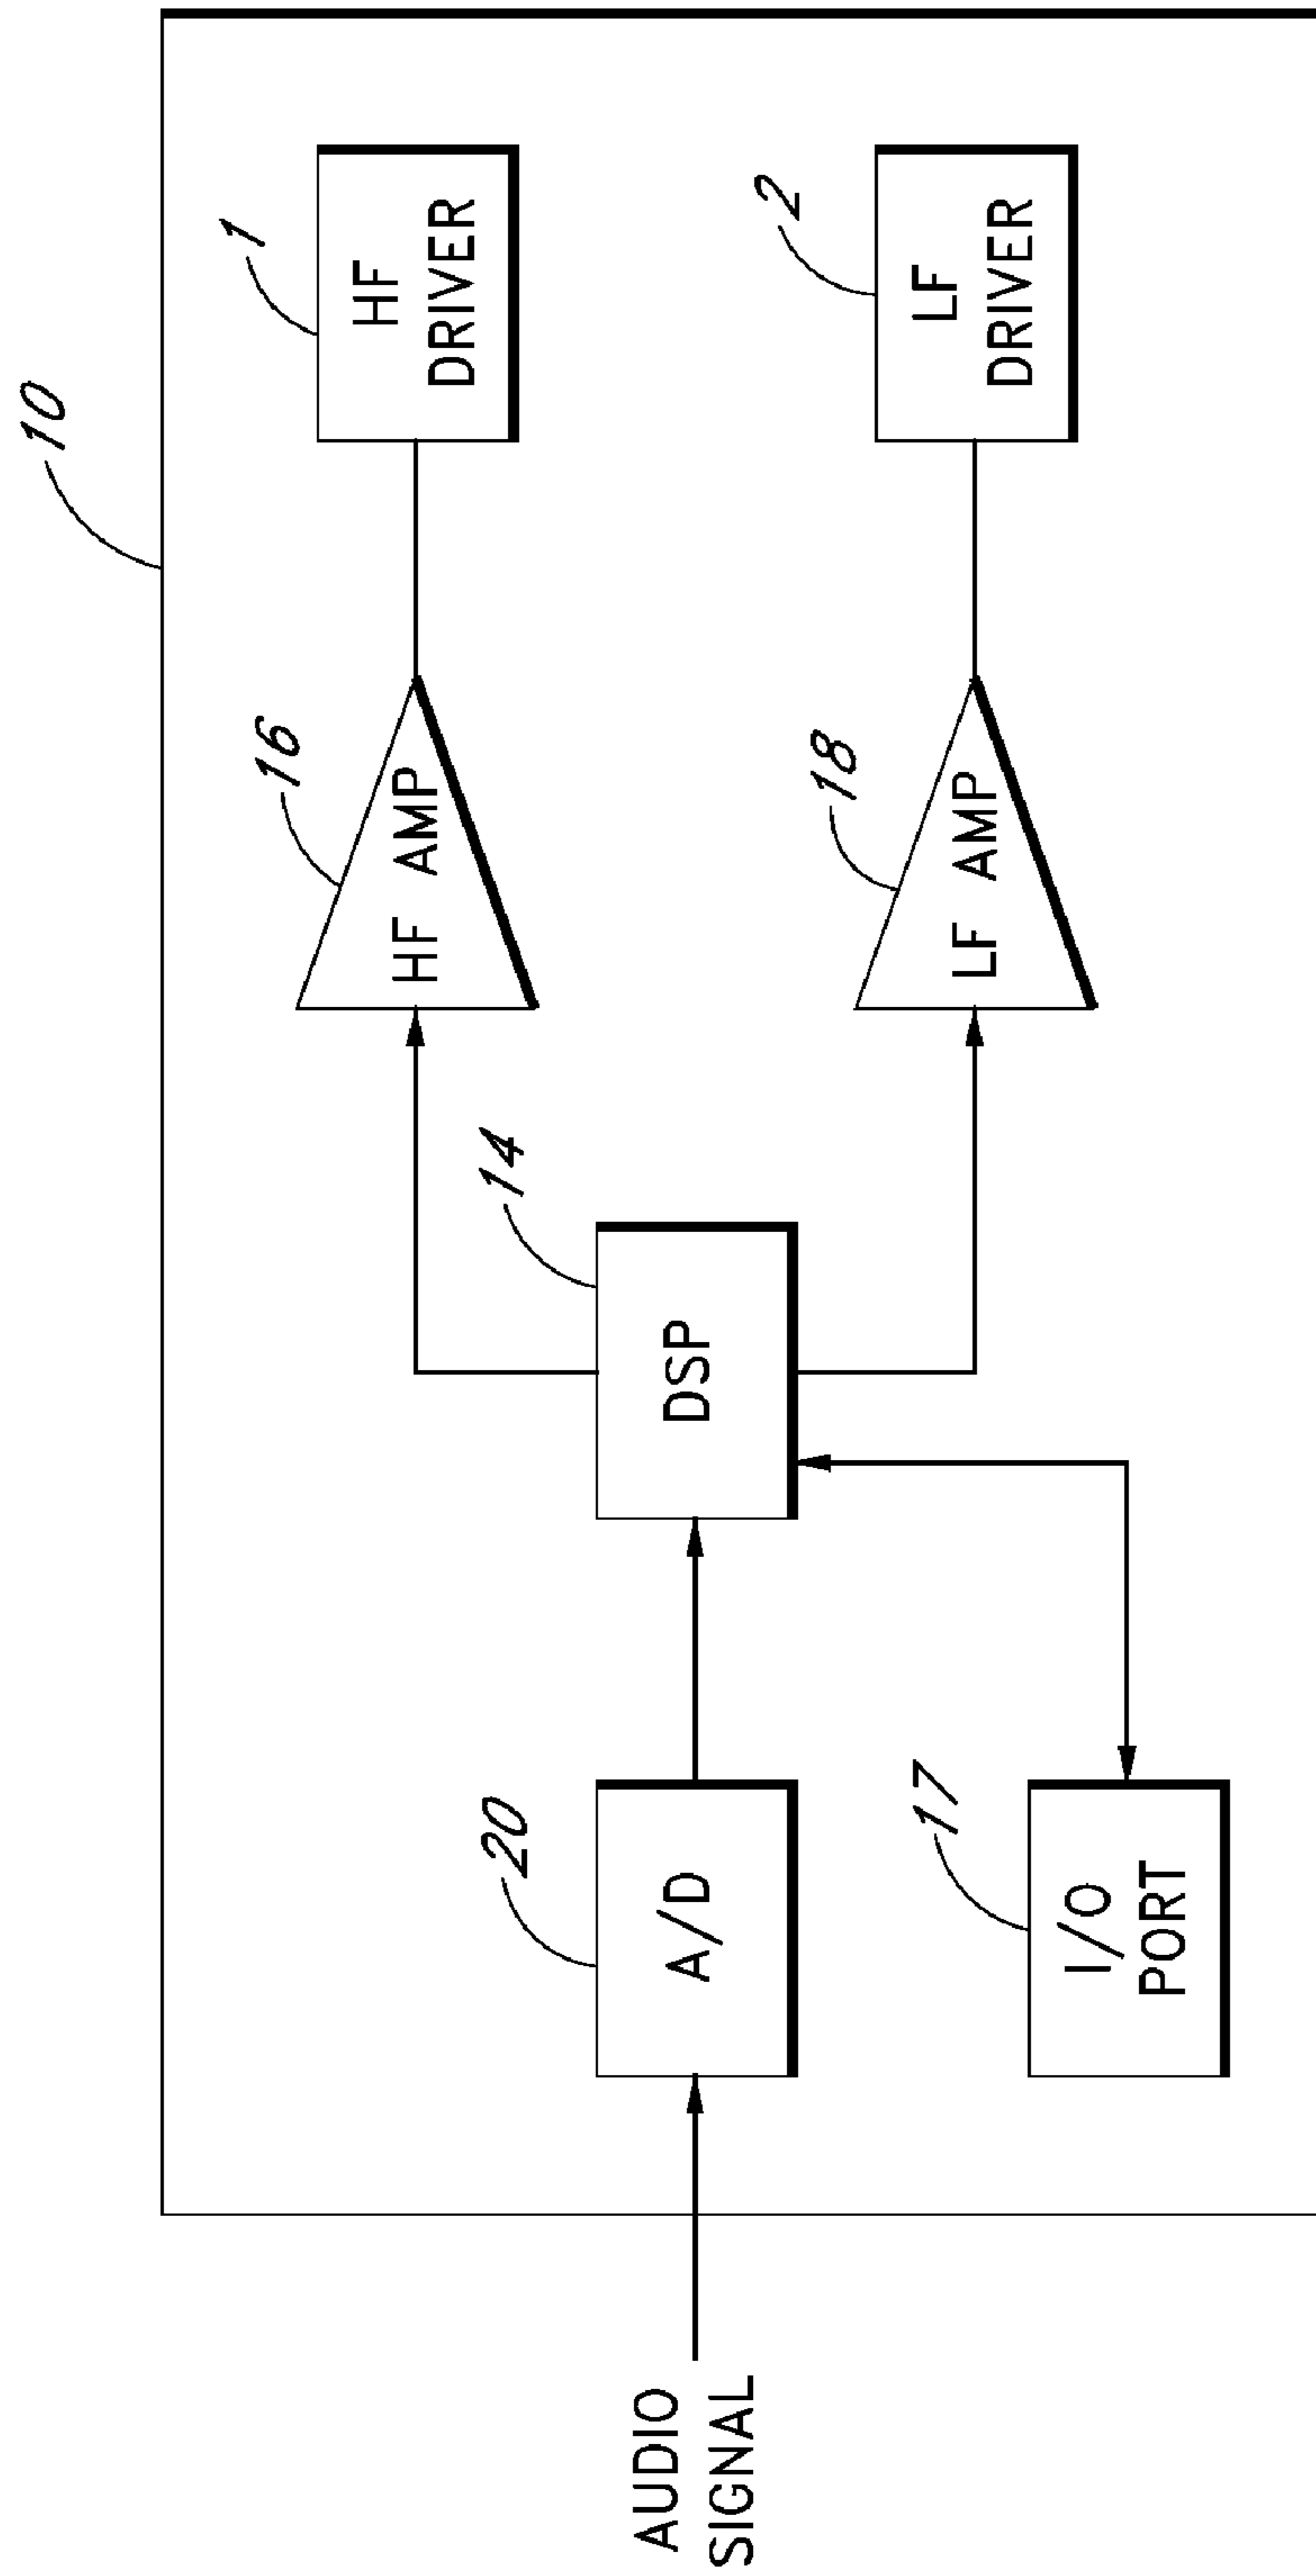 10
1
HF
DRIVER
16
HF AMP
14
DSP
20
A/D
AUDIO
SIGNAL
2
LF
DRIVER
18
LF AMP
17
I/O
PORT